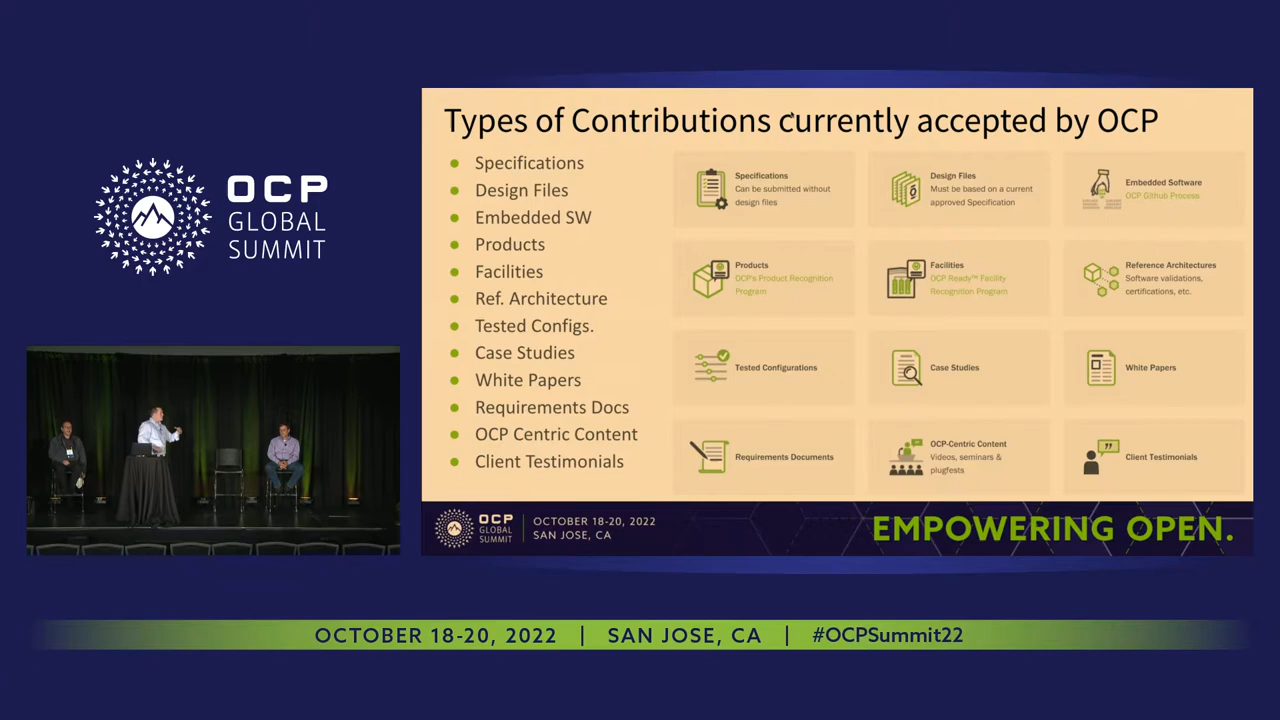 OCP
GLOBAL
SUMMIT
Types of Contributions currently accepted by OCP
Specifications
Design Files
Embedded SW
Products
Facilities
Ref. Architecture
Tested Configs.
Case Studies
White Papers
Requirements Docs
OCP Centric Content
Client Testimonials
Specifications
Can be submitted without
design files
Design Files
Must be based on a current
approved Specification
Embedded Software
OCP Github Process
Products
OCP's Product Recognition
Program
Facilities
OCP Ready™ Facility
Recognition Program
Reference Architectures
Software validations,
certifications, etc.
Tested Configurations
Case Studies
White Papers
Requirements Documents
OCP-Centric Content
Videos, seminars &
plugfests
Client Testimonials
OCP
GLOBAL
SUMMIT
OCTOBER 18-20, 2022
SAN JOSE, CA
EMPOWERING OPEN.
OCTOBER 18-20, 2022 | SAN JOSE, CA | #OCPSummit22